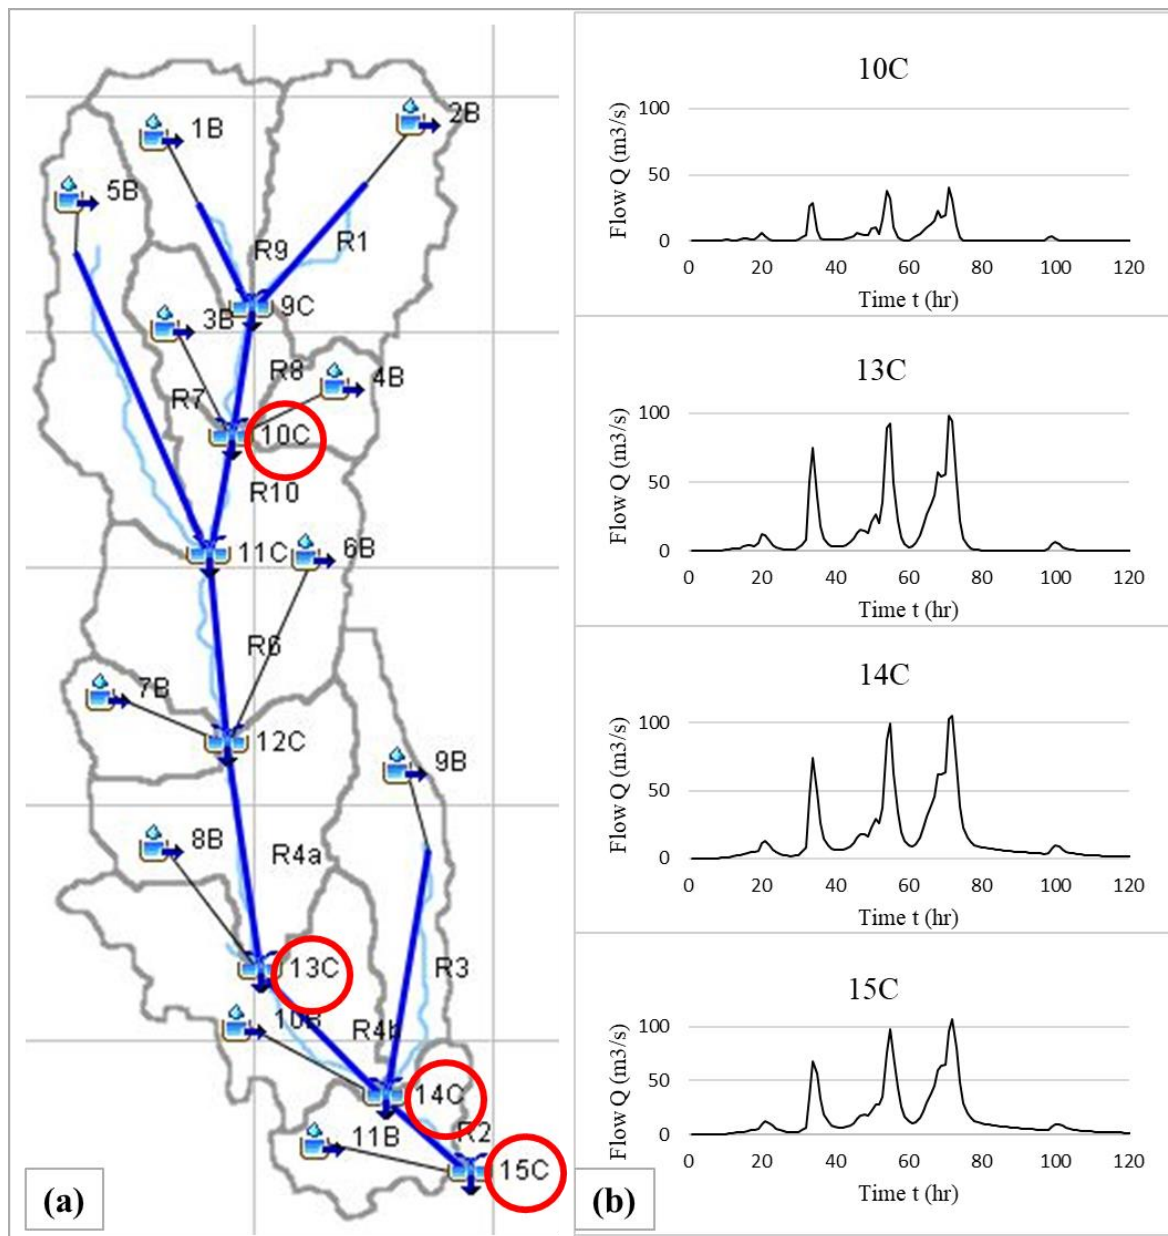 1B
2B
5B
R9
R1
3B
9C
R8
4B
R7
10C
R10
11C
6B
R6
7B
12C
9B
8B
R4a
13C
R3
10B
R4b
14C
11B
R2
15C
(a)
10C
Flow Q (m3/s)
100
50
0
0 20 40 60 80 100 120
Time t (hr)
13C
Flow Q (m3/s)
100
50
0
0 20 40 60 80 100 120
Time t (hr)
14C
Flow Q (m3/s)
100
50
0
0 20 40 60 80 100 120
Time t (hr)
15C
Flow Q (m3/s)
100
50
0
0 20 40 60 80 100 120
Time t (hr)
(b)